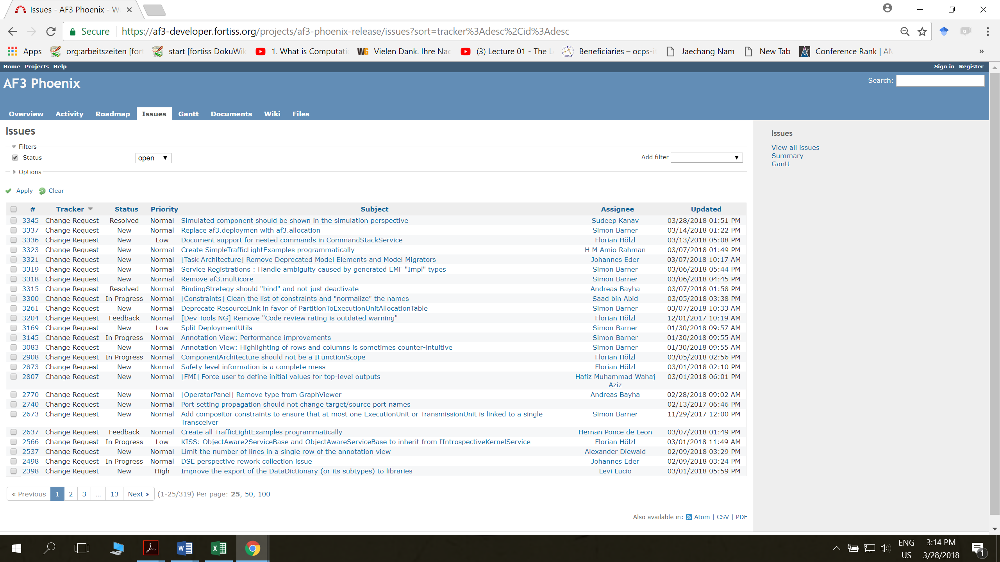 Issues - AF3 Phoenix - W
Secure https://af3-developer.fortiss.org/projects/af3-phoenix-release/issues?sort=tracker%3Adesc%2Cid%3Adesc
Apps org:arbeitszeiten [fort start [fortiss DokuWik 1. What is Computati Vielen Dank. Ihre Nac (3) Lecture 01 - The L Beneficiaries – ocps-it Jaechang Nam New Tab Conference Rank | AM »
Home Projects Help Sign in Register
AF3 Phoenix Search:
Overview Activity Roadmap Issues Gantt Documents Wiki Files
Issues
Filters
Status open Add filter
Options
Apply Clear
# Tracker Status Priority Subject Assignee Updated
3345 Change Request Resolved Normal Simulated component should be shown in the simulation perspective Sudeep Kanav 03/28/2018 01:51 PM
3337 Change Request New Normal Replace af3.deploymen with af3.allocation Simon Barner 03/14/2018 01:22 PM
3336 Change Request New Low Document support for nested commands in CommandStackService Florian Hölzl 03/13/2018 05:08 PM
3323 Change Request New Normal Create SimpleTrafficLightExamples programmatically H M Amio Rahman 03/07/2018 01:49 PM
3321 Change Request New Normal [Task Architecture] Remove Deprecated Model Elements and Model Migrators Johannes Eder 03/07/2018 10:17 AM
3319 Change Request New Normal Service Registrations : Handle ambiguity caused by generated EMF "Impl" types Simon Barner 03/06/2018 05:44 PM
3318 Change Request New Normal Remove af3.multicore Simon Barner 03/06/2018 04:45 PM
3315 Change Request Resolved Normal BindingStretegy should "bind" and not just deactivate Andreas Bayha 03/07/2018 01:58 PM
3300 Change Request In Progress Normal [Constraints] Clean the list of constraints and "normalize" the names Saad bin Abid 03/05/2018 03:38 PM
3261 Change Request New Normal Deprecate ResourceLink in favor of PartitionToExecutionUnitAllocationTable Simon Barner 03/07/2018 10:33 AM
3204 Change Request Feedback Normal [Dev Tools NG] Remove "Code review rating is outdated warning" Florian Hölzl 12/01/2017 10:19 AM
3169 Change Request New Low Split DeploymentUtils Simon Barner 01/30/2018 09:57 AM
3145 Change Request In Progress Normal Annotation View: Performance improvements Simon Barner 01/30/2018 09:55 AM
3083 Change Request New Normal Annotation View: Highlighting of rows and columns is sometimes counter-intuitive Simon Barner 01/30/2018 09:55 AM
2908 Change Request In Progress Normal ComponentArchitecture should not be a IFunctionScope Florian Hölzl 03/05/2018 02:56 PM
2873 Change Request New Normal Safety level information is a complete mess Florian Hölzl 03/01/2018 02:10 PM
2807 Change Request New Normal [FMI] Force user to define initial values for top-level outputs Hafiz Muhammad Wahaj 03/01/2018 06:01 PM
Aziz
2770 Change Request New Normal [OperatorPanel] Remove type from GraphViewer Andreas Bayha 02/28/2018 09:02 AM
2740 Change Request New Normal Port setting propagation should not change target/source port names 02/13/2017 06:46 PM
2673 Change Request New Normal Add compositor constraints to ensure that at most one ExecutionUnit or TransmissionUnit is linked to a single Simon Barner 11/29/2017 12:00 PM
Transceiver
2637 Change Request Feedback Normal Create all TrafficLightExamples programmatically Hernan Ponce de Leon 03/07/2018 01:49 PM
2566 Change Request In Progress Low KISS: ObjectAware2ServiceBase and ObjectAwareServiceBase to inherit from IIntrospectiveKernelService Florian Hölzl 03/01/2018 11:49 AM
2537 Change Request New Normal Limit the number of lines in a single row of the annotation view Alexander Diewald 02/09/2018 03:29 PM
2498 Change Request In Progress Normal DSE perspective rework collection issue Johannes Eder 02/09/2018 03:24 PM
2398 Change Request New High Improve the export of the DataDictionary (or its subtypes) to libraries Levi Lucio 03/01/2018 05:59 PM
« Previous 1 2 3 ... 13 Next » (1-25/319) Per page: 25, 50, 100
Also available in: Atom | CSV | PDF
Issues
View all issues
Summary
Gantt
ENG 3:14 PM
US 3/28/2018 1